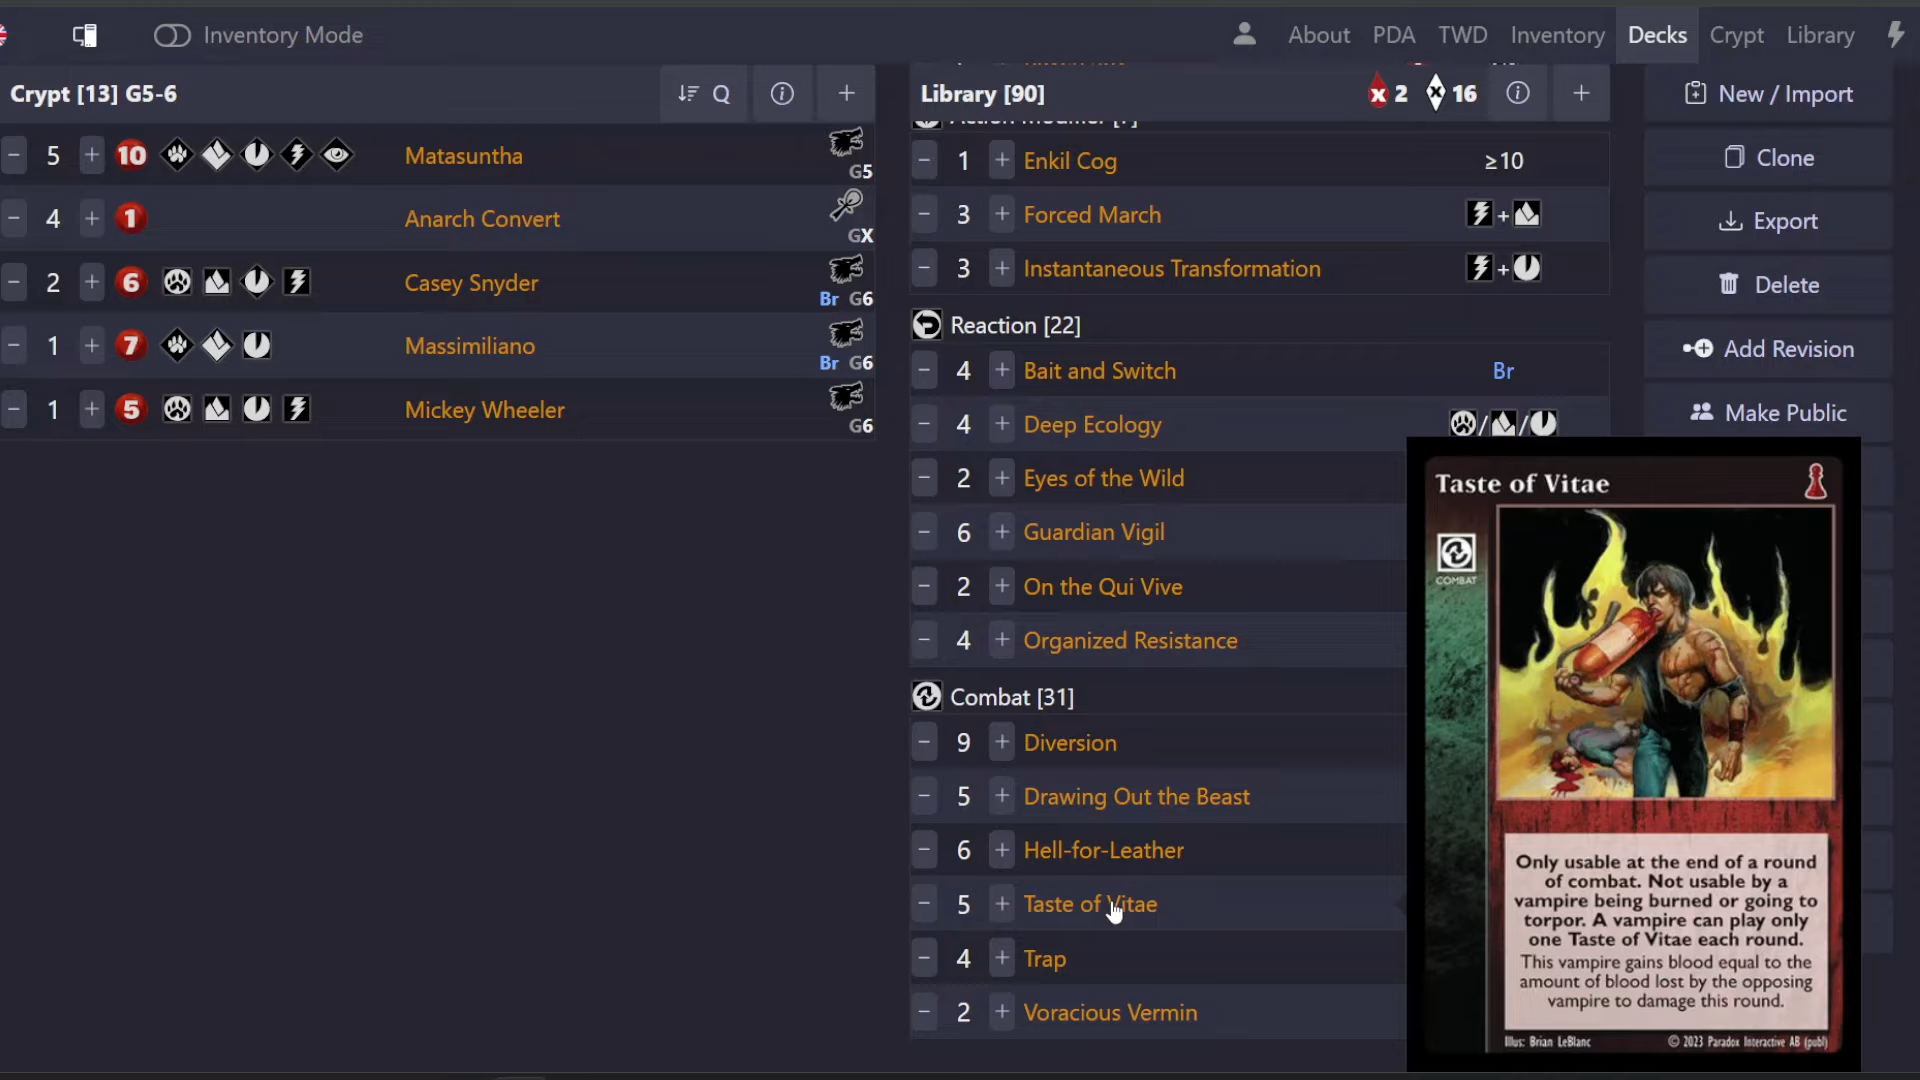 Inventory Mode
About PDA TWD Inventory Decks Crypt Library
Crypt [13] G5-6
Q
5 10 Matasuntha G5
4 1 Anarch Convert GX
2 6 Casey Snyder Br G6
1 7 Massimiliano Br G6
1 5 Mickey Wheeler G6
Library [90] X 2 X 16
1 Enkil Cog ≥10
3 Forced March +
3 Instantaneous Transformation +
Reaction [22]
4 Bait and Switch Br
4 Deep Ecology / /
2 Eyes of the Wild
6 Guardian Vigil
2 On the Qui Vive
4 Organized Resistance
Combat [31]
9 Diversion
5 Drawing Out the Beast
6 Hell-for-Leather
5 Taste of Vitae
4 Trap
2 Voracious Vermin
New / Import
Clone
Export
Delete
Add Revision
Make Public
Taste of Vitae
COMBAT
Only usable at the end of a round
of combat. Not usable by a
vampire being burned or going to
torpor. A vampire can play only
one Taste of Vitae each round.
This vampire gains blood equal to the
amount of blood lost by the opposing
vampire to damage this round.
Illus: Brian LeBlanc © 2023 Paradox Interactive AB (publ)